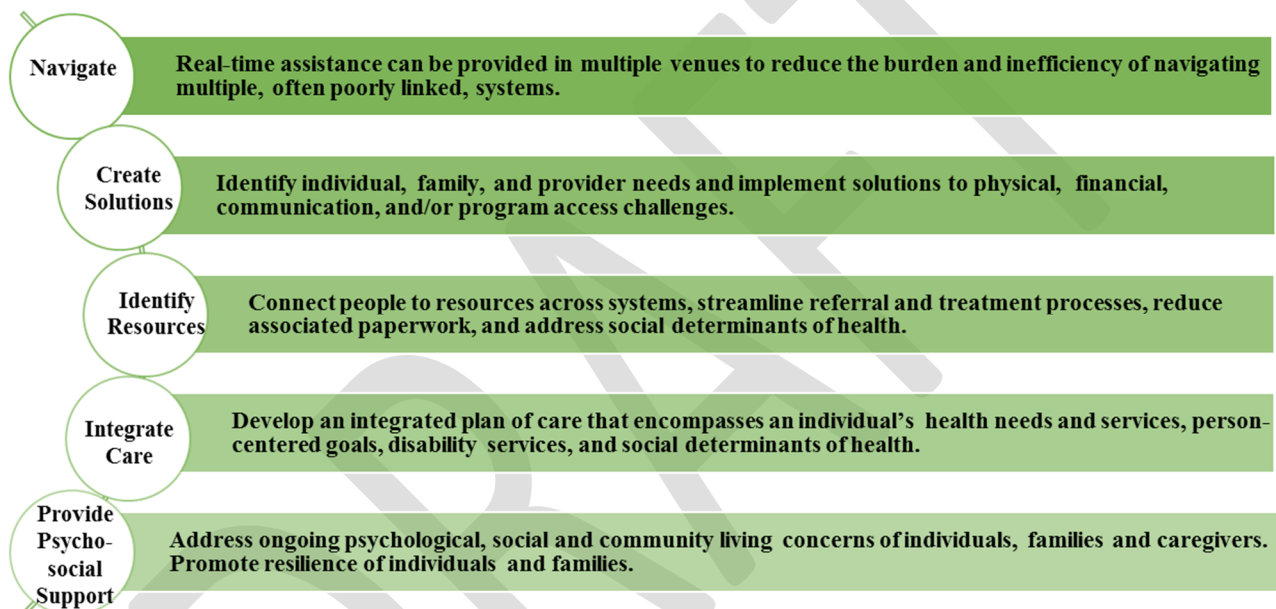 Navigate
Real-time assistance can be provided in multiple venues to reduce the burden and inefficiency of navigating
multiple, often poorly linked, systems.
Create
Solutions
Identify individual, family, and provider needs and implement solutions to physical, financial,
communication, and/or program access challenges.
Identify
Resources
Connect people to resources across systems, streamline referral and treatment processes, reduce
associated paperwork, and address social determinants of health.
Integrate
Care
Develop an integrated plan of care that encompasses an individual’s health needs and services, person-
centered goals, disability services, and social determinants of health.
Provide
Psycho-
social
Support
Address ongoing psychological, social and community living concerns of individuals, families and caregivers.
Promote resilience of individuals and families.
DRAFT